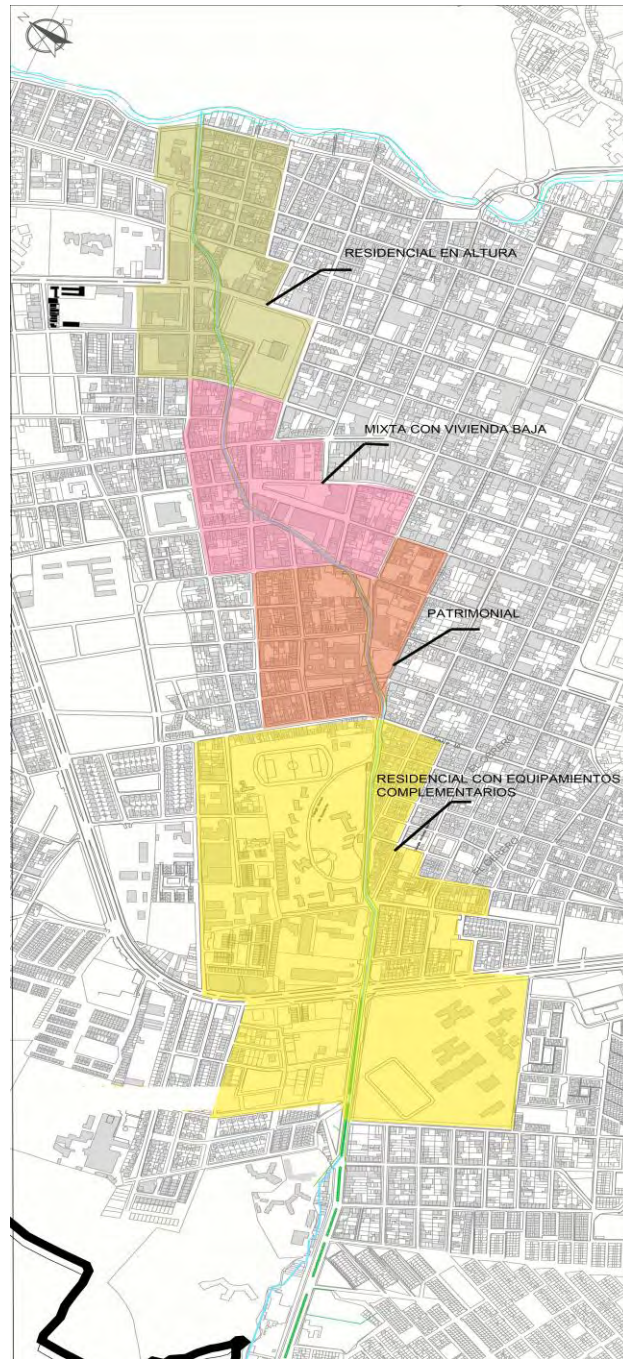 N
RESIDENCIAL EN ALTURA
MIXTA CON VIVIENDA BAJA
PATRIMONIAL
RESIDENCIAL CON EQUIPAMIENTOS
COMPLEMENTARIOS